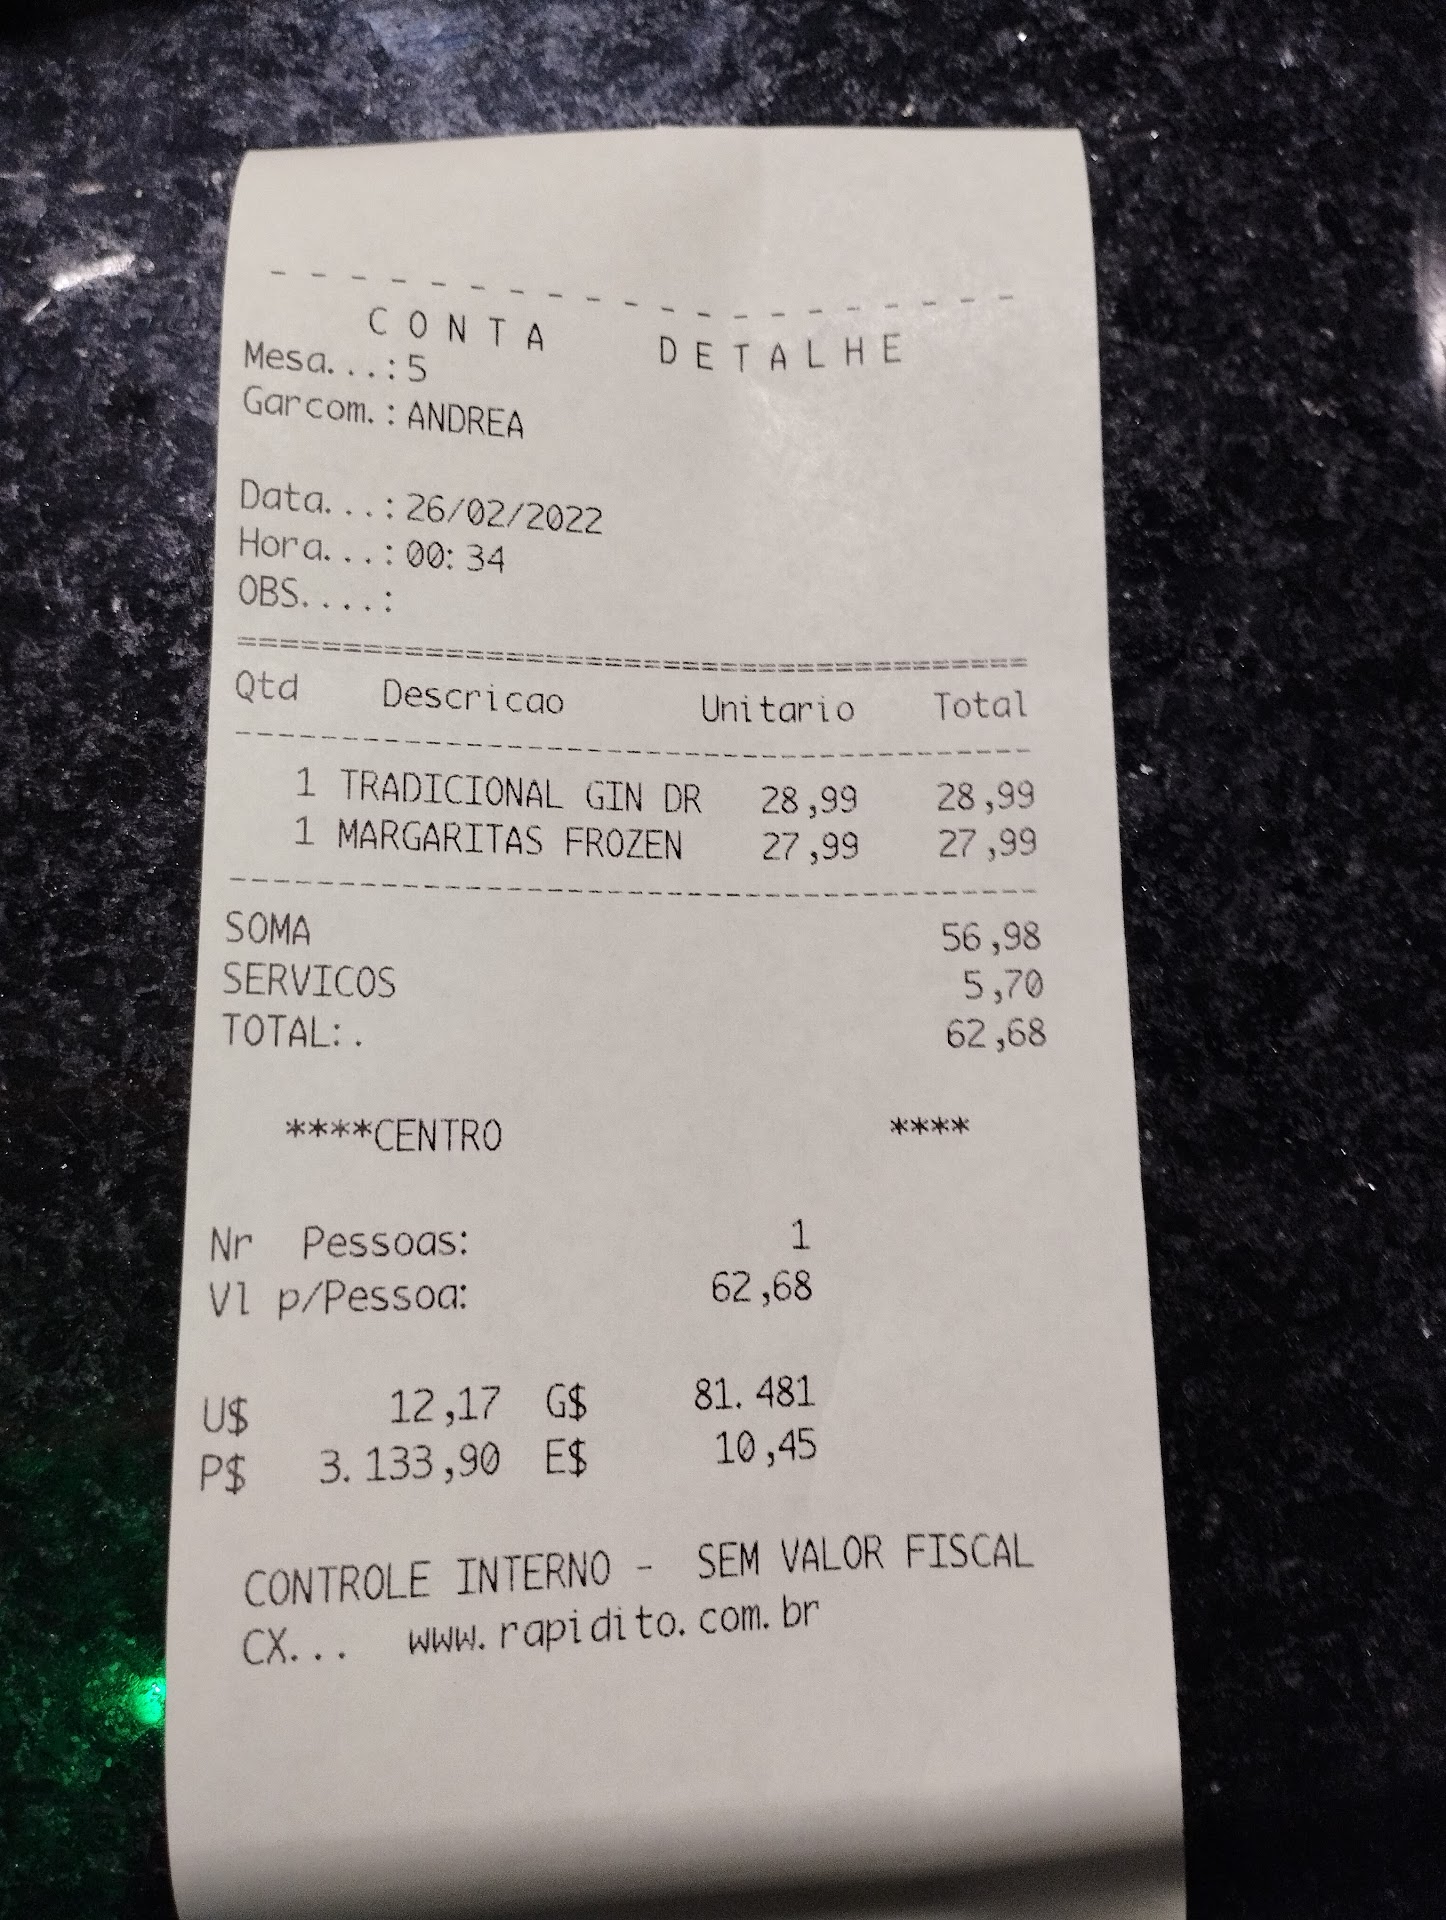 - - - - - - - - - - - - - - - - - - - -
C O N T A     D E T A L H E
Mesa...:5
Garcom.:ANDREA
Data...:26/02/2022
Hora...:00:34
OBS....:
======================================
Qtd Descricao Unitario Total
--------------------------------------
1 TRADICIONAL GIN DR 28,99 28,99
1 MARGARITAS FROZEN 27,99 27,99
--------------------------------------
SOMA 56,98
SERVICOS 5,70
TOTAL:. 62,68
****CENTRO ****
Nr Pessoas: 1
Vl p/Pessoa: 62,68
U$ 12,17 G$ 81.481
P$ 3.133,90 E$ 10,45
CONTROLE INTERNO - SEM VALOR FISCAL
CX... www.rapidito.com.br